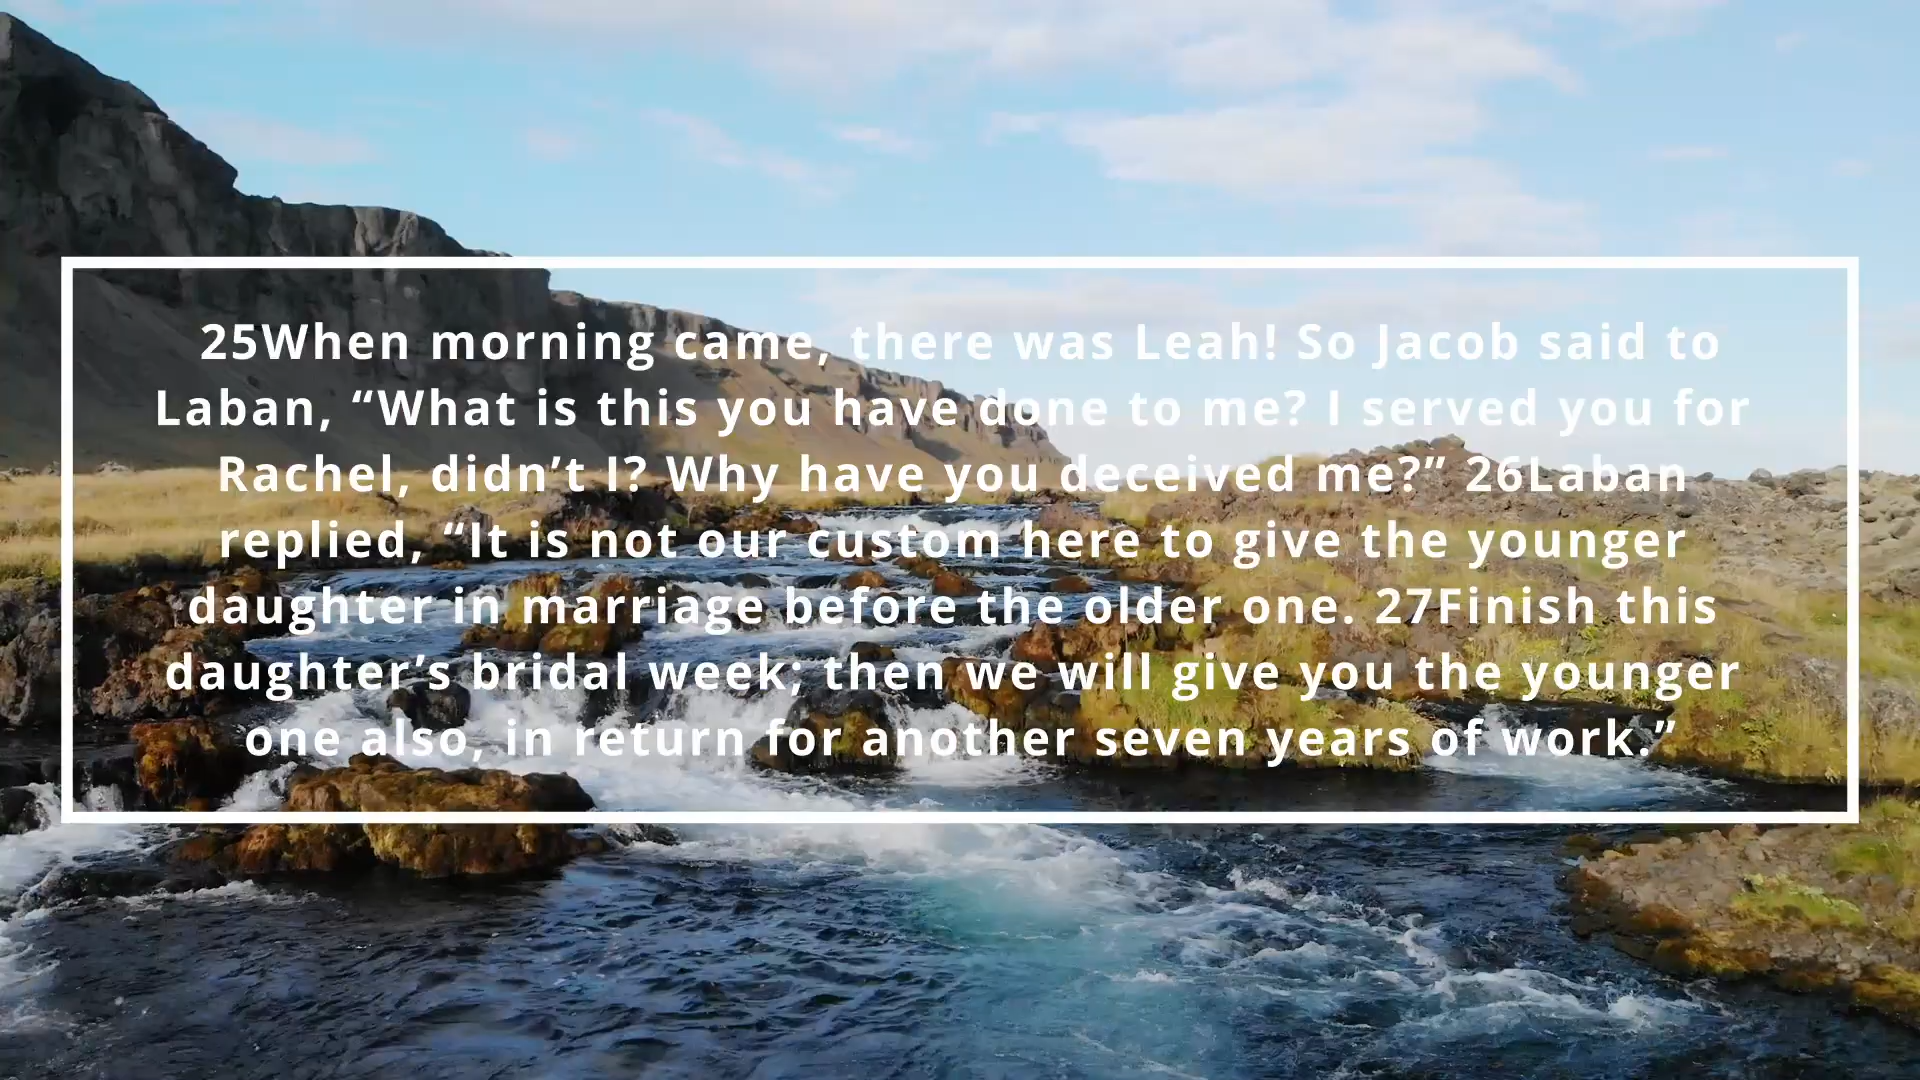 25When morning came, there was Leah! So Jacob said to
Laban, “What is this you have done to me? I served you for
Rachel, didn’t I? Why have you deceived me?” 26Laban
replied, “It is not our custom here to give the younger
daughter in marriage before the older one. 27Finish this
daughter’s bridal week; then we will give you the younger
one also, in return for another seven years of work.”